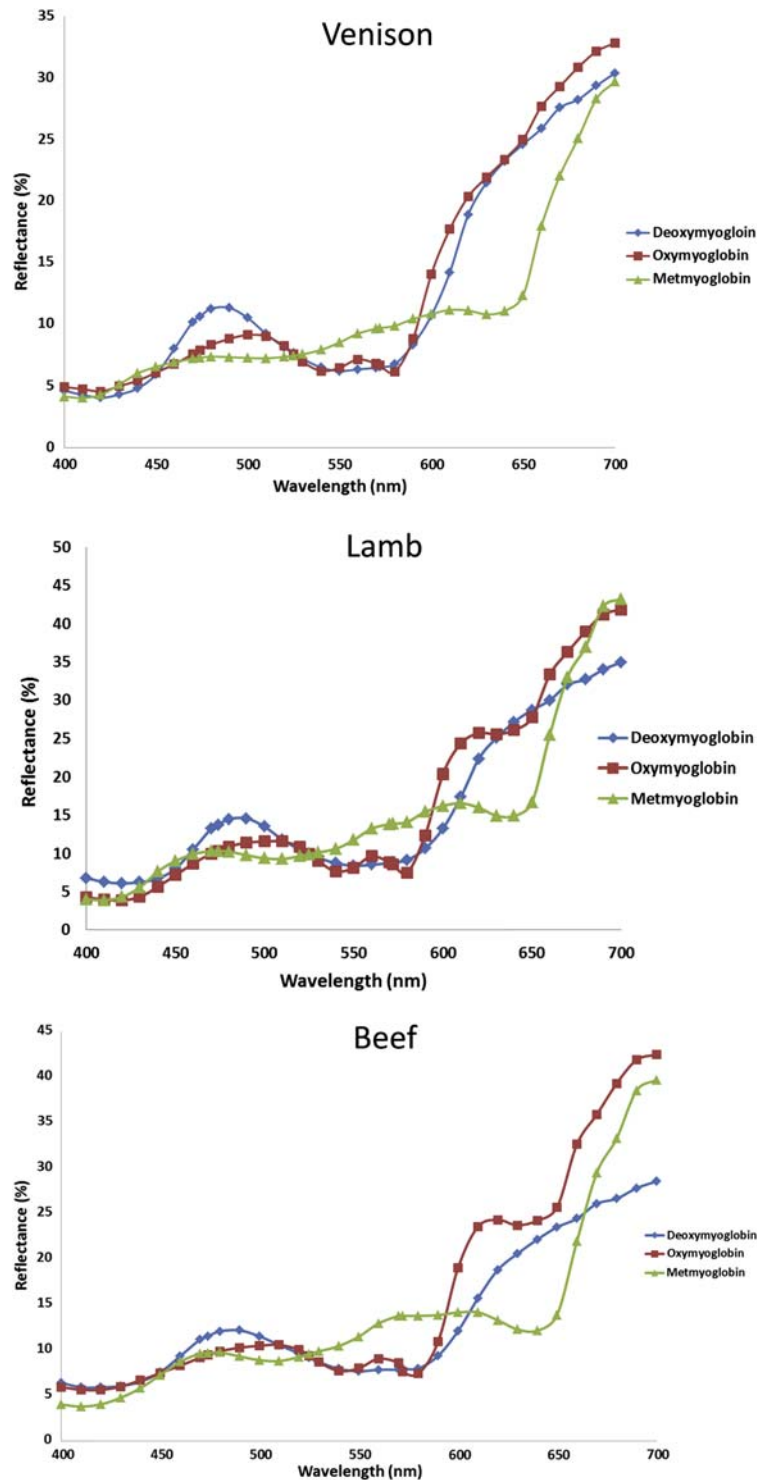 Venison
35
30
25
20
15
10
5
0
Reflectance (%)
400 450 500 550 600 650 700
Wavelength (nm)
Deoxymyogloin
Oxymyoglobin
Metmyoglobin
Lamb
50
45
40
35
30
25
20
15
10
5
0
Reflectance (%)
400 450 500 550 600 650 700
Wavelength (nm)
Deoxymyoglobin
Oxymyoglobin
Metmyoglobin
Beef
45
40
35
30
25
20
15
10
5
0
Reflectance (%)
400 450 500 550 600 650 700
Wavelength (nm)
Deoxymyoglobin
Oxymyoglobin
Metmyoglobin